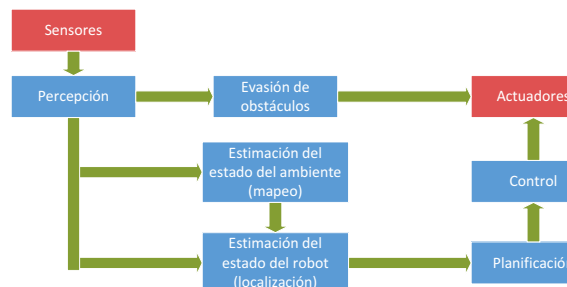 Sensores
Percepción
Evasión de
obstáculos
Actuadores
Estimación del
estado del ambiente
(mapeo)
Control
Estimación del
estado del robot
(localización)
Planificación